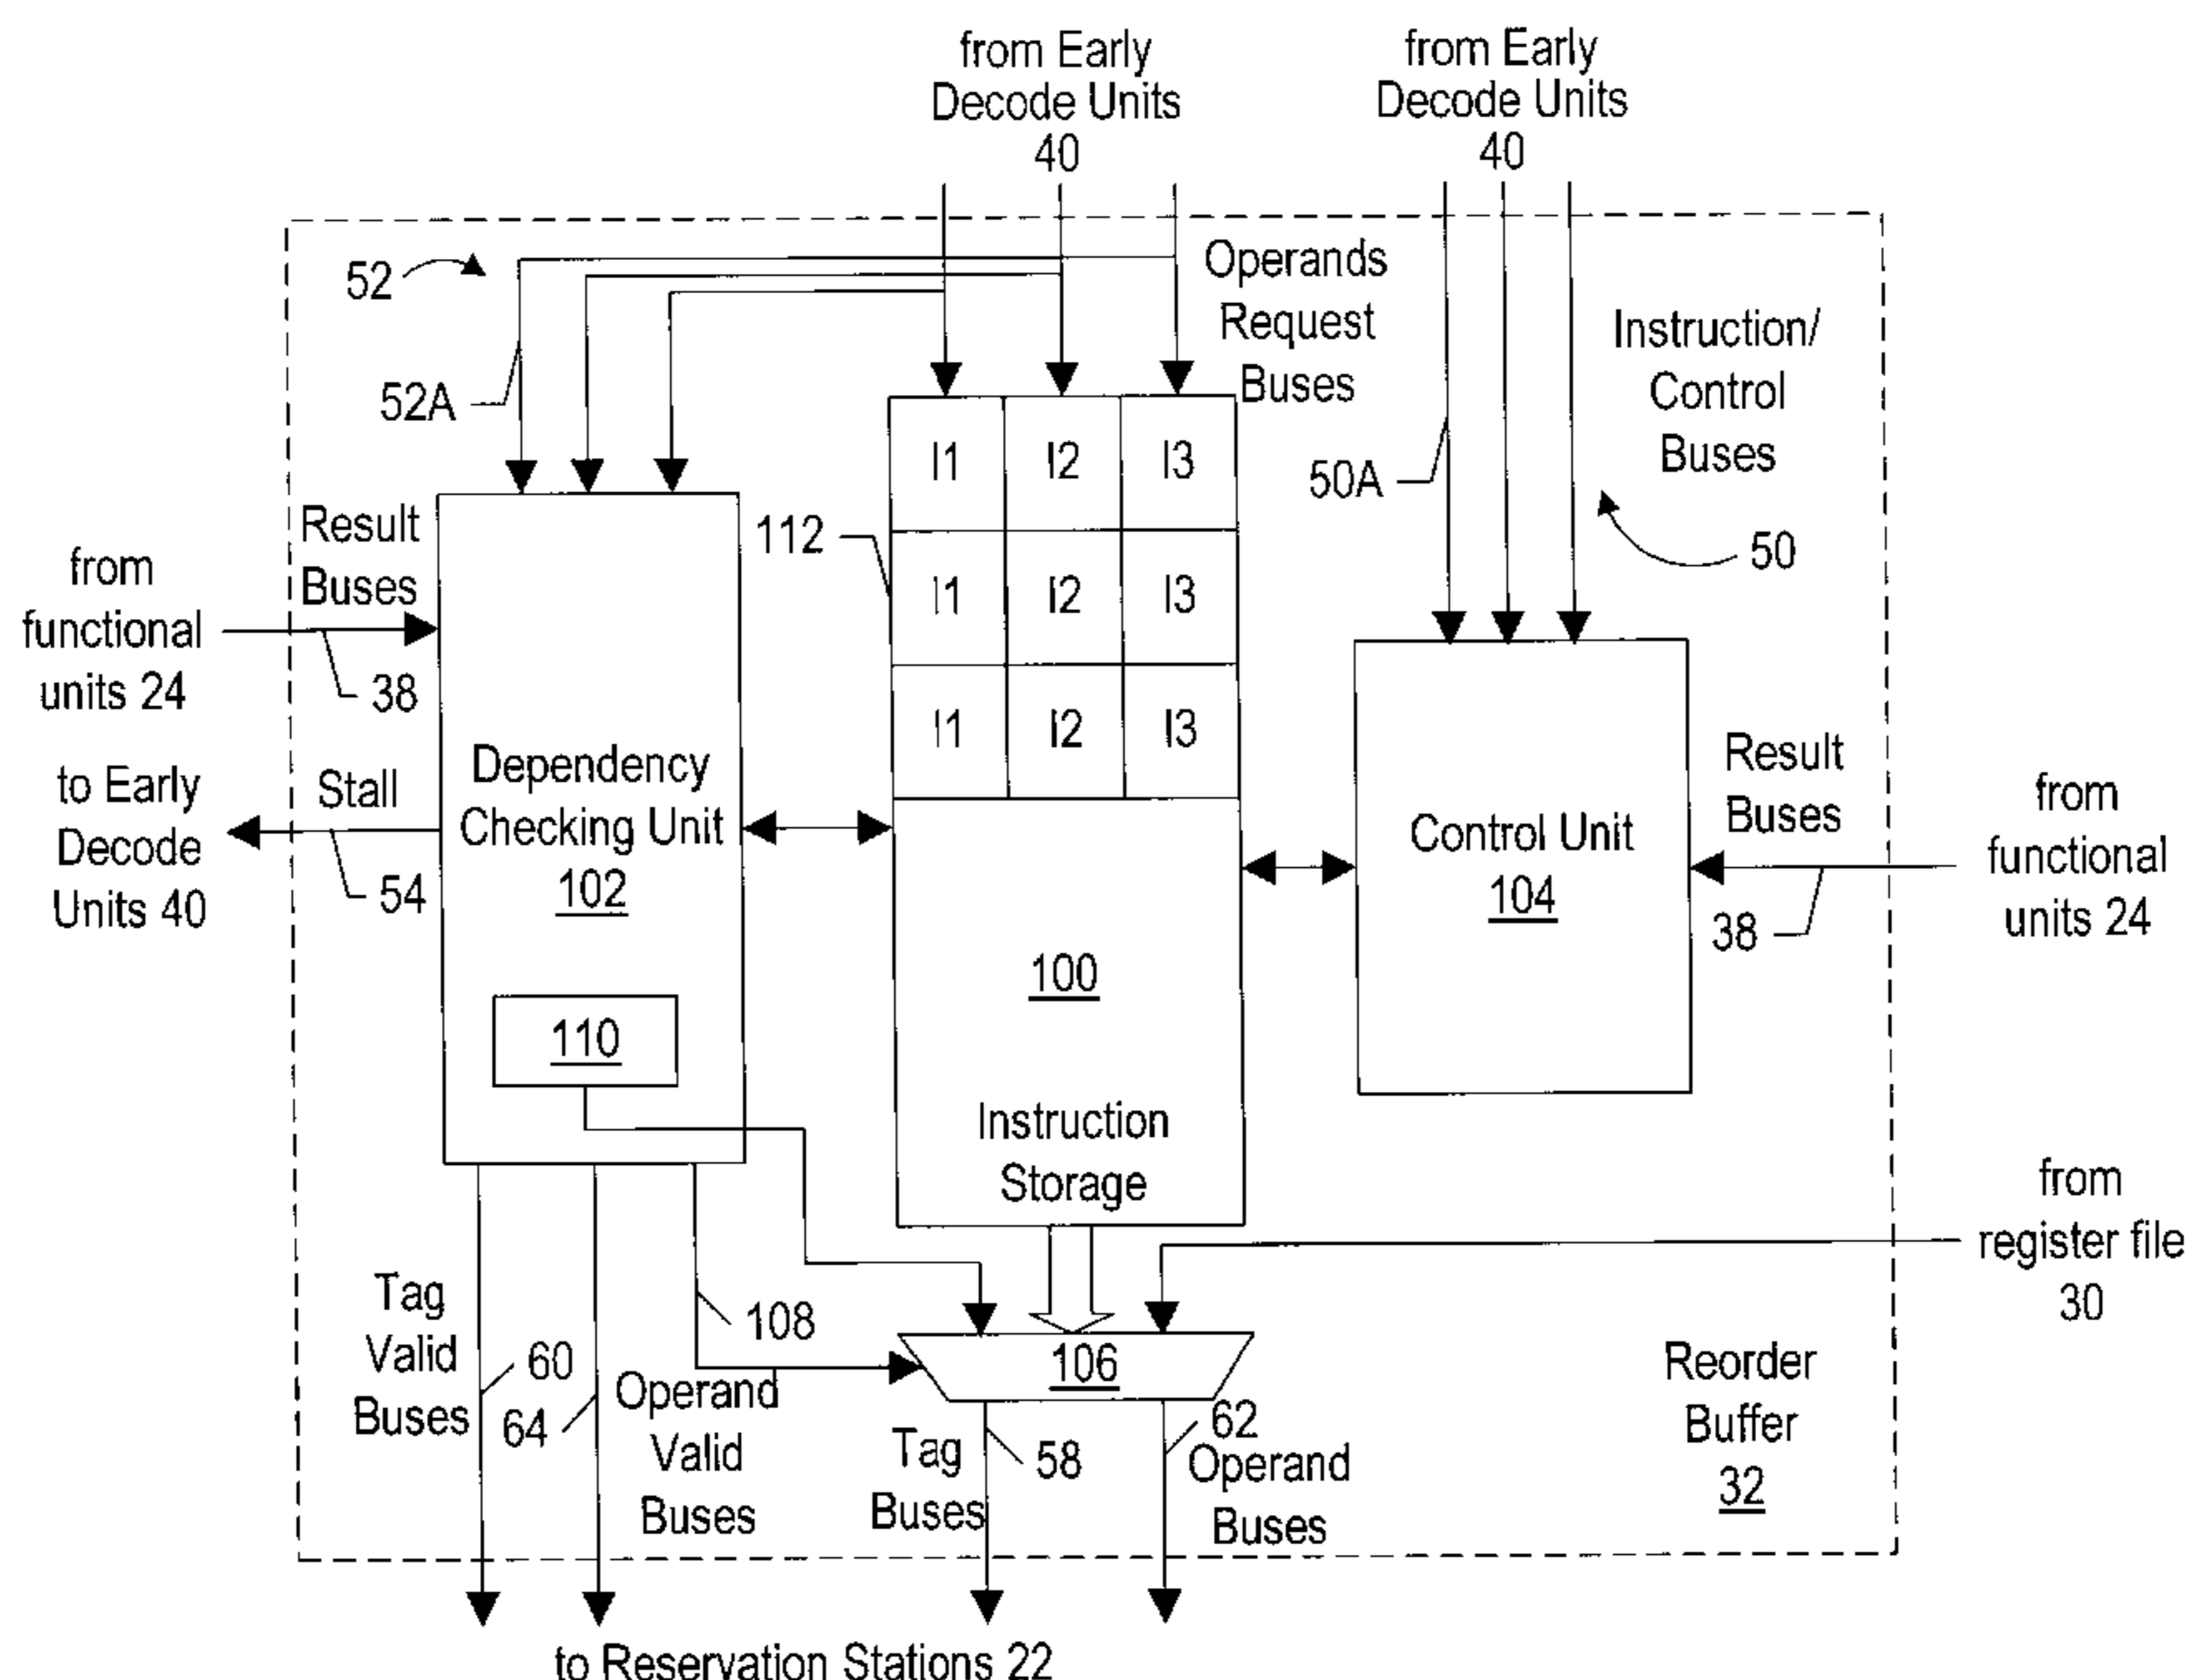 from Early
Decode Units
40
from Early
Decode Units
40
52
Operands
Request
Buses
52A
Instruction/
Control
Buses
50A
50
I1 I2 I3
112
I1 I2 I3
I1 I2 I3
Result
Buses
from
functional
units 24
38
to Early
Decode
Units 40
Stall
54
Dependency
Checking Unit
102
110
100
Instruction
Storage
Control Unit
104
Result
Buses
38
from
functional
units 24
from
register file
30
Tag
Valid
Buses
60
64
Operand
Valid
Buses
108
106
Tag
Buses
58
62
Operand
Buses
Reorder
Buffer
32
to Reservation Stations 22